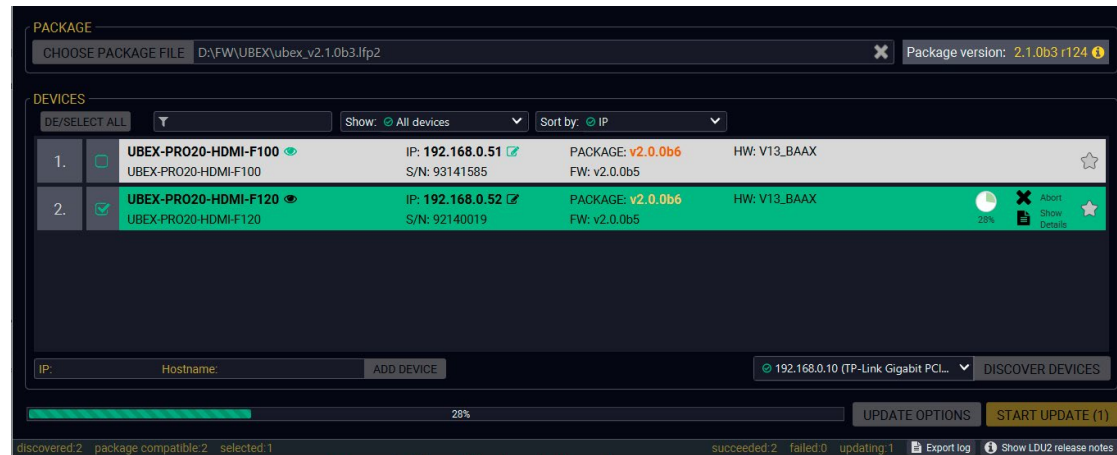 PACKAGE
CHOOSE PACKAGE FILE D:\FW\UBEX\ubex_v2.1.0b3.lfp2 Package version: 2.1.0b3 r124
DEVICES
DE/SELECT ALL Show: All devices Sort by: IP
1. UBEX-PRO20-HDMI-F100 IP: 192.168.0.51 PACKAGE: v2.0.0b6 HW: V13_BAAX
UBEX-PRO20-HDMI-F100 S/N: 93141585 FW: v2.0.0b5
2. UBEX-PRO20-HDMI-F120 IP: 192.168.0.52 PACKAGE: v2.0.0b6 HW: V13_BAAX Abort
UBEX-PRO20-HDMI-F120 S/N: 92140019 FW: v2.0.0b5 28% Show Details
IP: Hostname: ADD DEVICE 192.168.0.10 (TP-Link Gigabit PCI... DISCOVER DEVICES
28% UPDATE OPTIONS START UPDATE (1)
discovered:2 package compatible:2 selected:1 succeeded:2 failed:0 updating:1 Export log Show LDU2 release notes